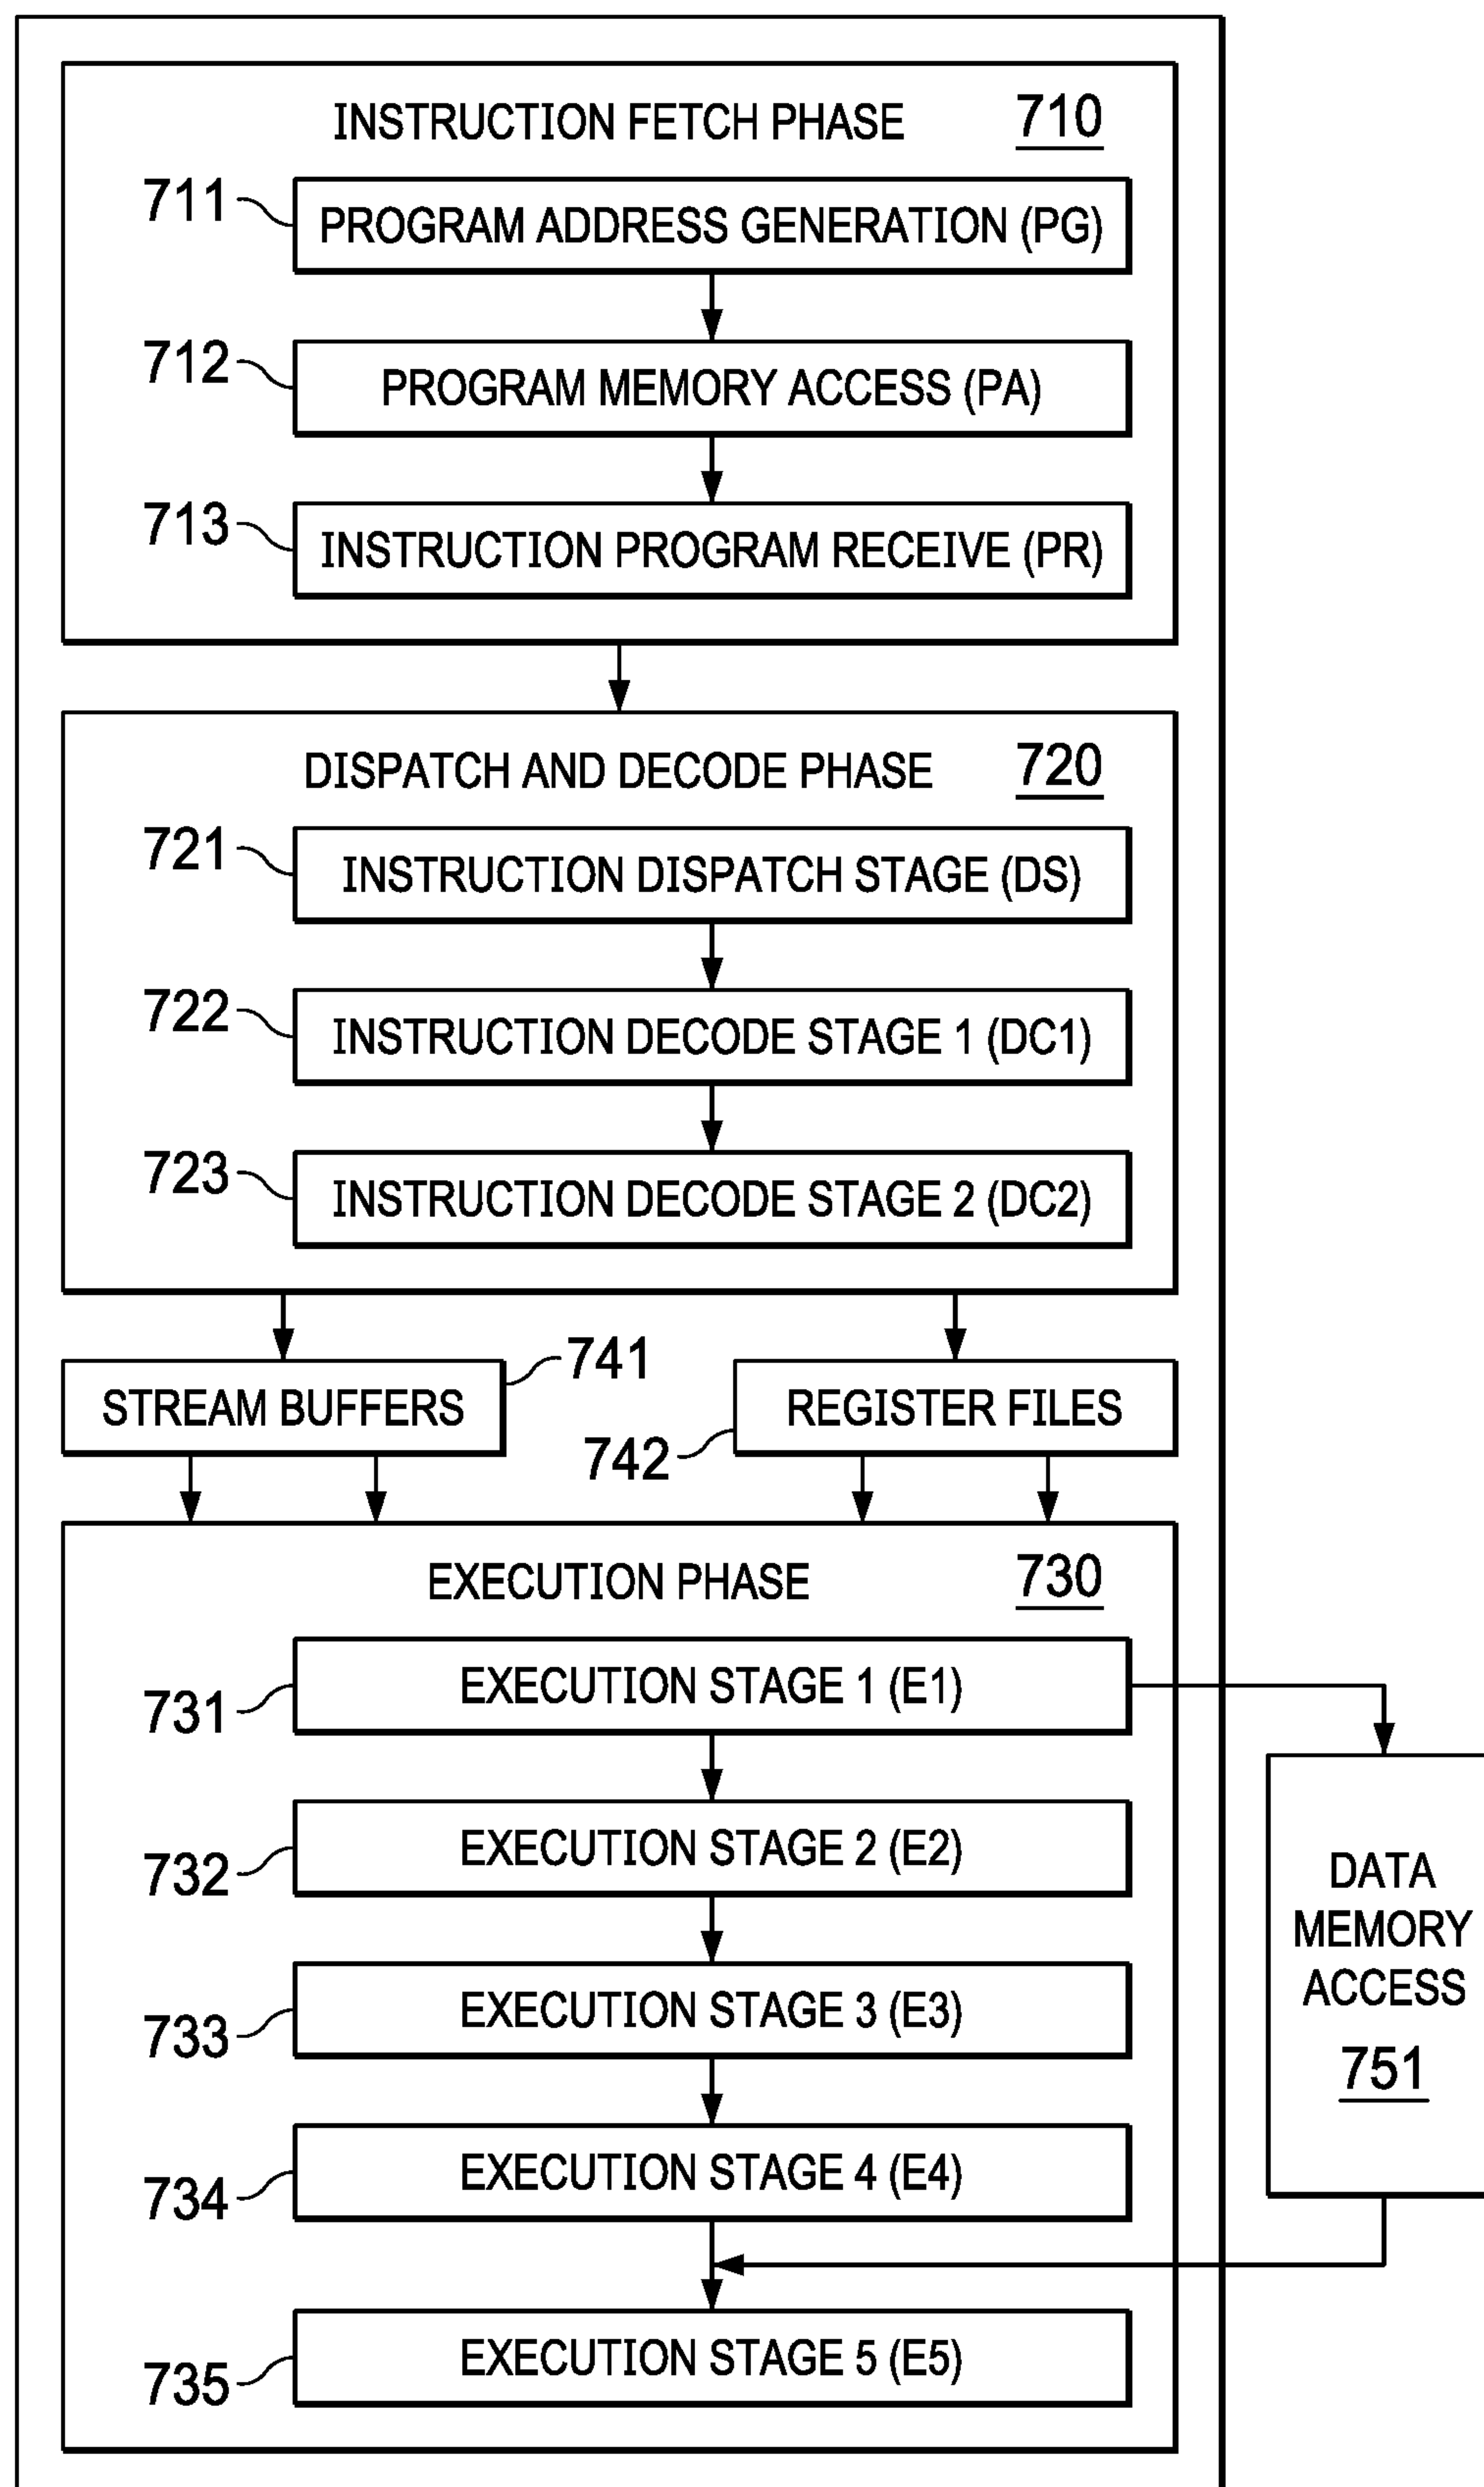 INSTRUCTION FETCH PHASE 710
711 PROGRAM ADDRESS GENERATION (PG)
712 PROGRAM MEMORY ACCESS (PA)
713 INSTRUCTION PROGRAM RECEIVE (PR)
DISPATCH AND DECODE PHASE 720
721 INSTRUCTION DISPATCH STAGE (DS)
722 INSTRUCTION DECODE STAGE 1 (DC1)
723 INSTRUCTION DECODE STAGE 2 (DC2)
STREAM BUFFERS 741
742 REGISTER FILES
EXECUTION PHASE 730
731 EXECUTION STAGE 1 (E1)
732 EXECUTION STAGE 2 (E2)
733 EXECUTION STAGE 3 (E3)
734 EXECUTION STAGE 4 (E4)
735 EXECUTION STAGE 5 (E5)
DATA
MEMORY
ACCESS
751